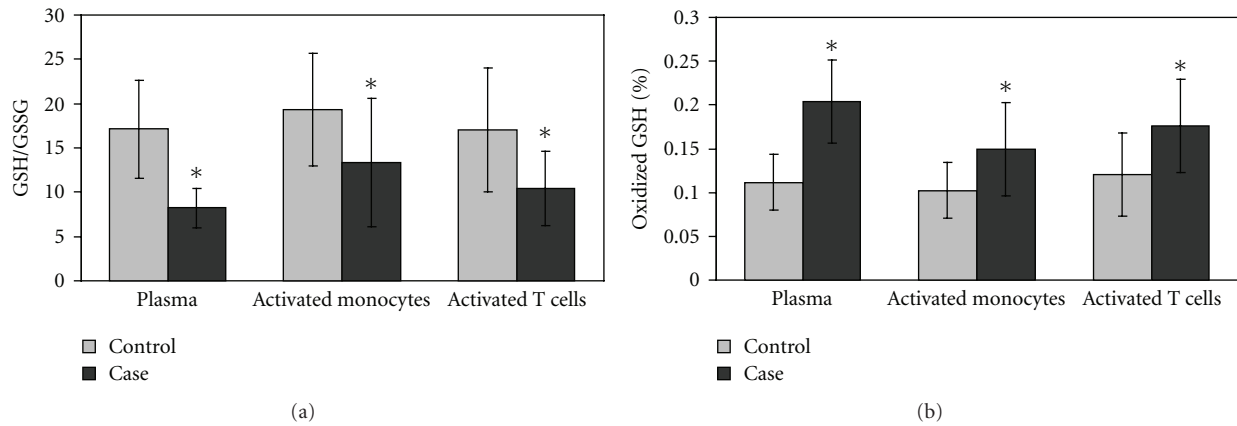 GSH/GSSG
30
25
20
15
10
5
0
*
*
*
Plasma Activated monocytes Activated T cells
Control
Case
(a)
Oxidized GSH (%)
0.3
0.25
0.2
0.15
0.1
0.05
0
*
*
*
Plasma Activated monocytes Activated T cells
Control
Case
(b)